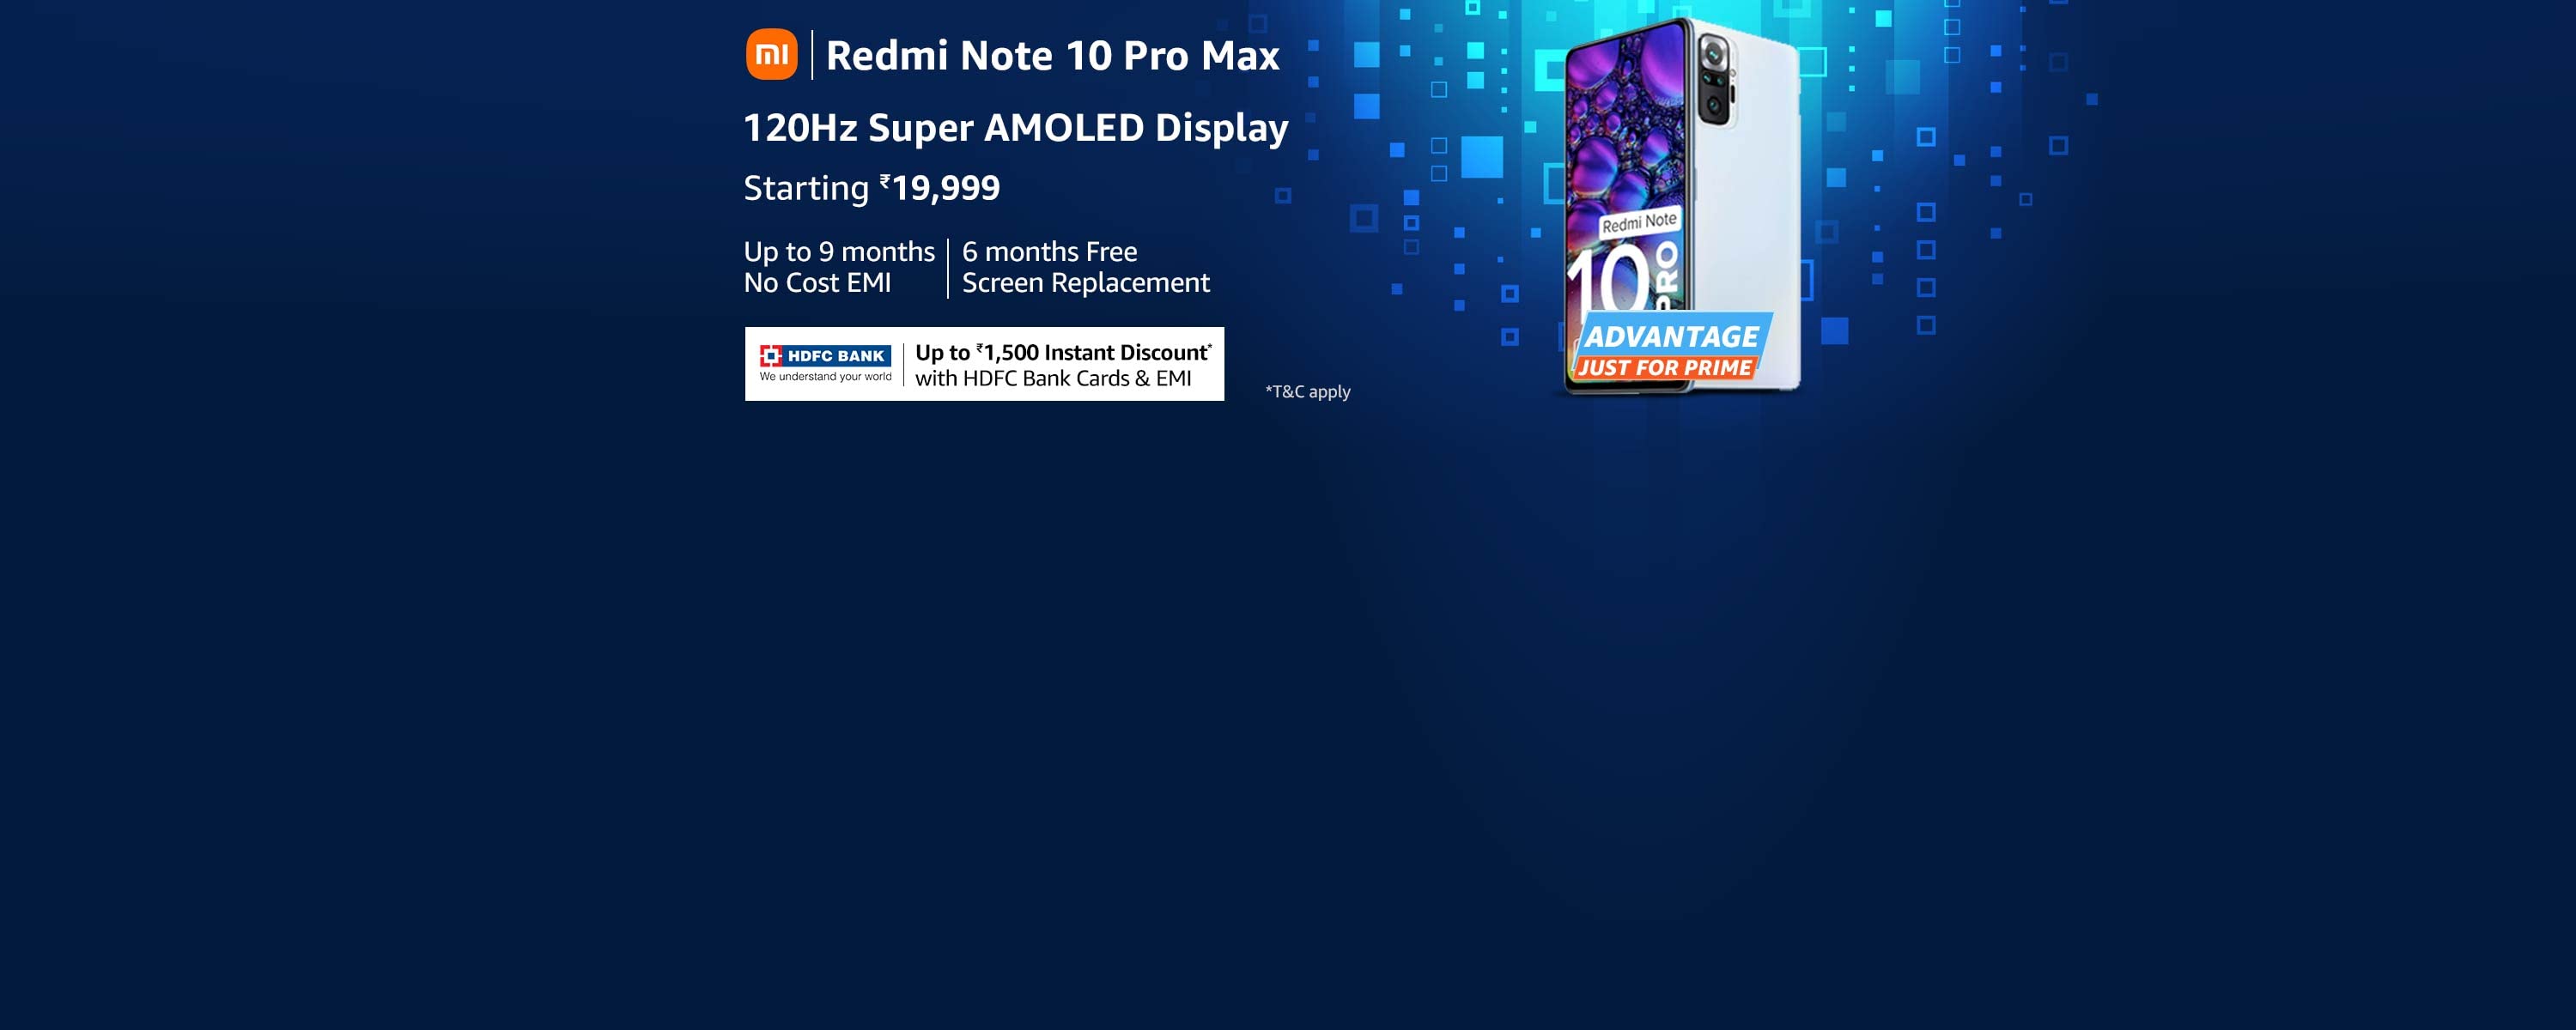 mi
Redmi Note 10 Pro Max
120Hz Super AMOLED Display
Starting ₹19,999
Up to 9 months
No Cost EMI
6 months Free
Screen Replacement
HDFC BANK
We understand your world
Up to ₹1,500 Instant Discount*
with HDFC Bank Cards & EMI
*T&C apply
Redmi Note
10 PRO
ADVANTAGE
JUST FOR PRIME